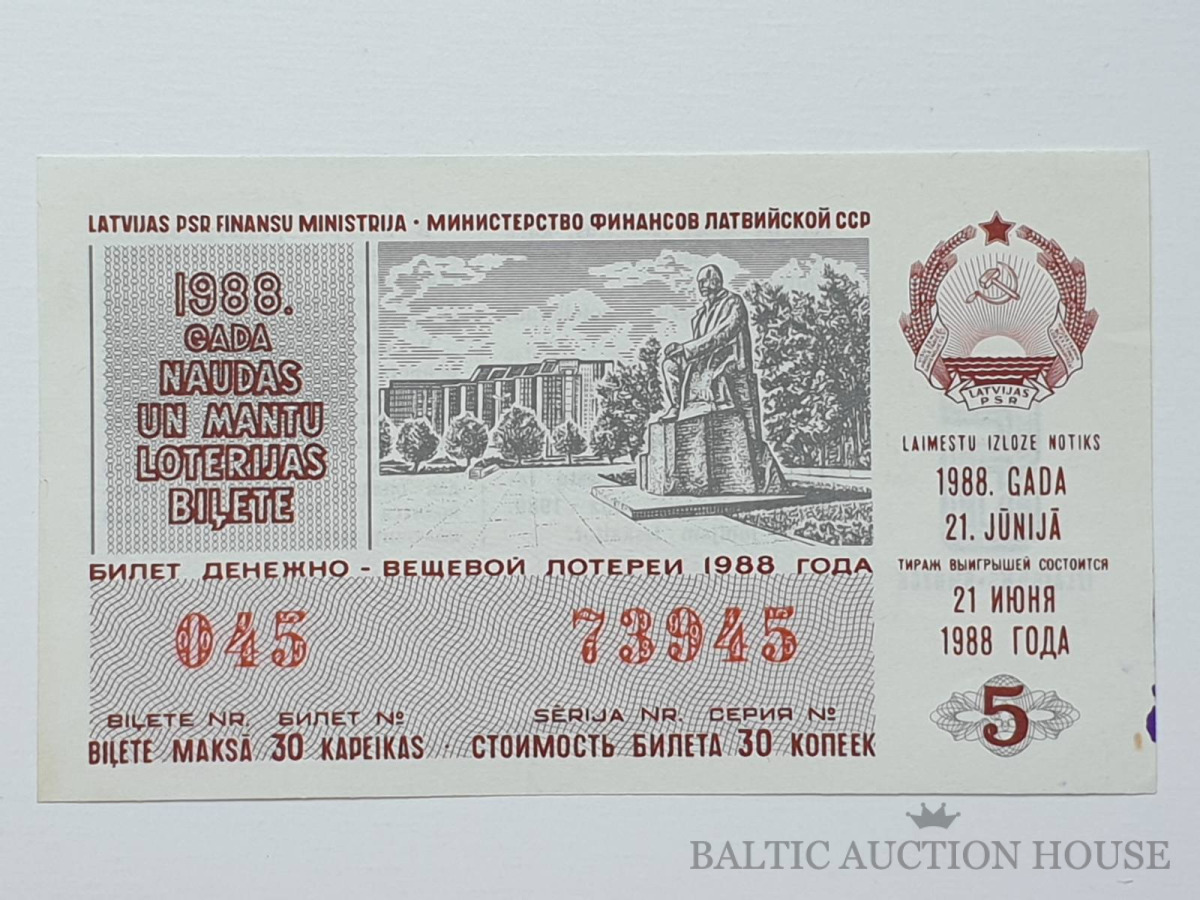 LATVIJAS PSR FINANSU MINISTRIJA · МИНИСТЕРСТВО ФИНАНСОВ ЛАТВИЙСКОЙ ССР
1988.
GADA
NAUDAS
UN MANTU
LOTERIJAS
BIĻETE
БИЛЕТ ДЕНЕЖНО - ВЕЩЕВОЙ ЛОТЕРЕИ 1988 ГОДА
045 73945
BIĻETE NR. БИЛЕТ № SĒRIJA NR. СЕРИЯ №
BIĻETE MAKSĀ 30 KAPEIKAS · СТОИМОСТЬ БИЛЕТА 30 КОПЕЕК
LATVIJAS
PSR
LAIMESTU IZLOZE NOTIKS
1988. GADA
21. JŪNIJĀ
ТИРАЖ ВЫИГРЫШЕЙ СОСТОИТСЯ
21 ИЮНЯ
1988 ГОДА
5
BALTIC AUCTION HOUSE